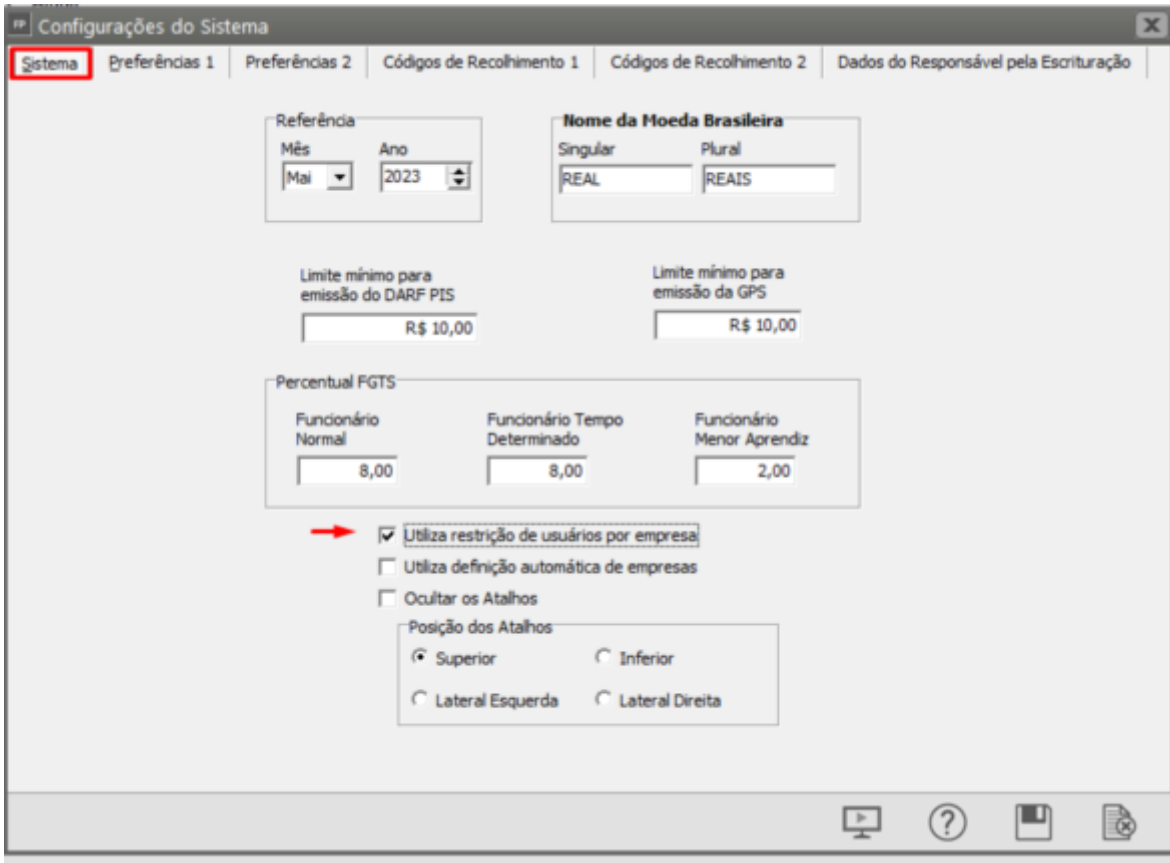 FP Configurações do Sistema
Sistema Preferências 1 Preferências 2 Códigos de Recolhimento 1 Códigos de Recolhimento 2 Dados do Responsável pela Escrituração
Referência Nome da Moeda Brasileira
Mês Ano Singular Plural
Mai 2023 REAL REAIS
Limite mínimo para Limite mínimo para
emissão do DARF PIS emissão da GPS
R$ 10,00 R$ 10,00
Percentual FGTS
Funcionário Funcionário Tempo Funcionário
Normal Determinado Menor Aprendiz
8,00 8,00 2,00
Utiliza restrição de usuários por empresa
Utiliza definição automática de empresas
Ocultar os Atalhos
Posição dos Atalhos
Superior Inferior
Lateral Esquerda Lateral Direita